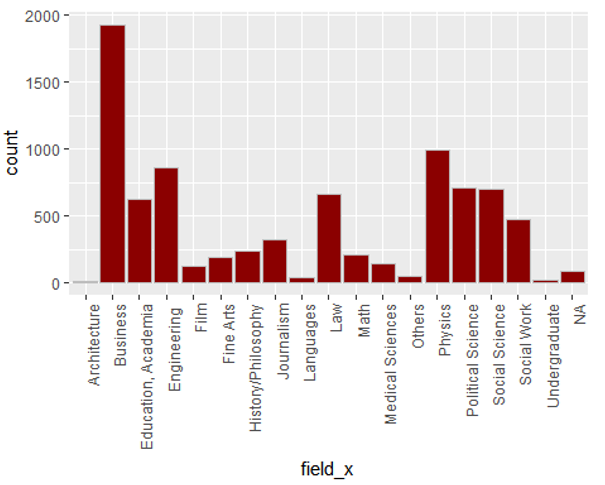 2000
1500
1000
500
0
count
Architecture
Business
Education, Academia
Engineering
Film
Fine Arts
History/Philosophy
Journalism
Languages
Law
Math
Medical Sciences
Others
Physics
Political Science
Social Science
Social Work
Undergraduate
NA
field_x